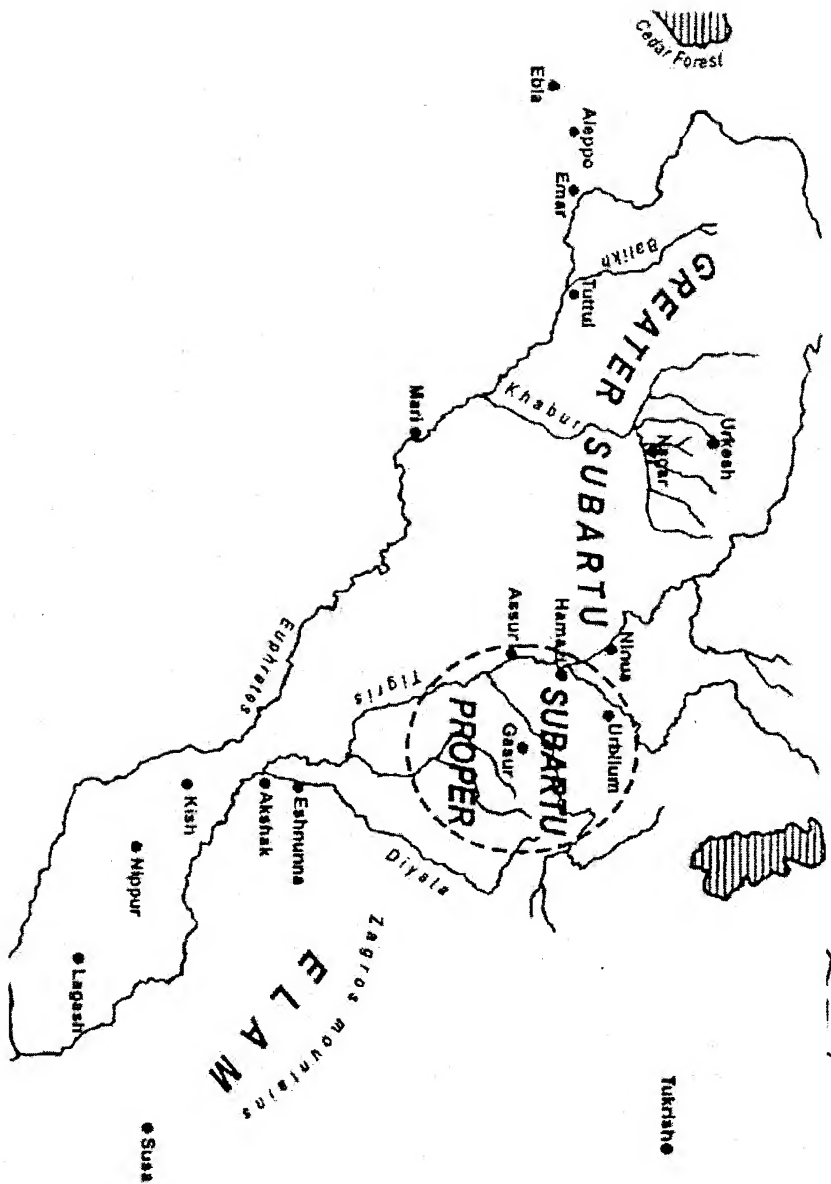 Cedar Forest
Ebla
Aleppo
Emar
Balikh
Tuttul
GREATER
SUBARTU
Khabur
Urkesh
Nagar
Mari
Assur
Ninua
Urbilum
SUBARTU
PROPER
Gasur
Tigris
Euphrates
Kish
Akshak
Eshnunna
Diyala
Nippur
Lagash
Zagros mountains
ELAM
Susa
Tukrish